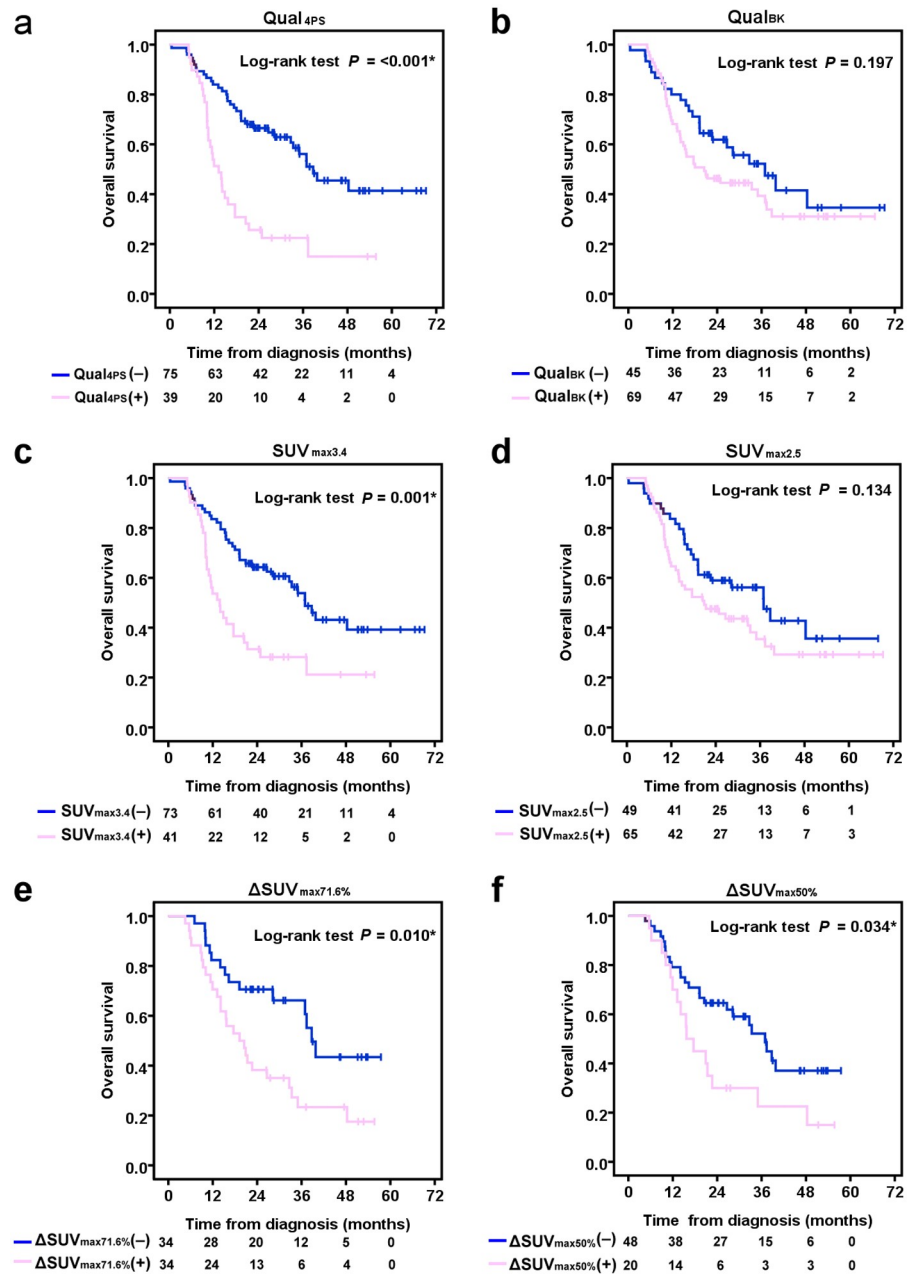 a
Qual4PS
Log-rank test P = <0.001*
Overall survival
1.0
0.8
0.6
0.4
0.2
0.0
0 12 24 36 48 60 72
Time from diagnosis (months)
Qual4PS(–) 75 63 42 22 11 4
Qual4PS(+) 39 20 10 4 2 0
b
QualBK
Log-rank test P = 0.197
Overall survival
1.0
0.8
0.6
0.4
0.2
0.0
0 12 24 36 48 60 72
Time from diagnosis (months)
QualBK (–) 45 36 23 11 6 2
QualBK (+) 69 47 29 15 7 2
c
SUVmax3.4
Log-rank test P = 0.001*
Overall survival
1.0
0.8
0.6
0.4
0.2
0.0
0 12 24 36 48 60 72
Time from diagnosis (months)
SUVmax3.4(–) 73 61 40 21 11 4
SUVmax3.4(+) 41 22 12 5 2 0
d
SUVmax2.5
Log-rank test P = 0.134
Overall survival
1.0
0.8
0.6
0.4
0.2
0.0
0 12 24 36 48 60 72
Time from diagnosis (months)
SUVmax2.5(–) 49 41 25 13 6 1
SUVmax2.5(+) 65 42 27 13 7 3
e
ΔSUVmax71.6%
Log-rank test P = 0.010*
Overall survival
1.0
0.8
0.6
0.4
0.2
0.0
0 12 24 36 48 60 72
Time from diagnosis (months)
ΔSUVmax71.6%(–) 34 28 20 12 5 0
ΔSUVmax71.6%(+) 34 24 13 6 4 0
f
ΔSUVmax50%
Log-rank test P = 0.034*
Overall survival
1.0
0.8
0.6
0.4
0.2
0.0
0 12 24 36 48 60 72
Time from diagnosis (months)
ΔSUVmax50%(–) 48 38 27 15 6 0
ΔSUVmax50%(+) 20 14 6 3 3 0